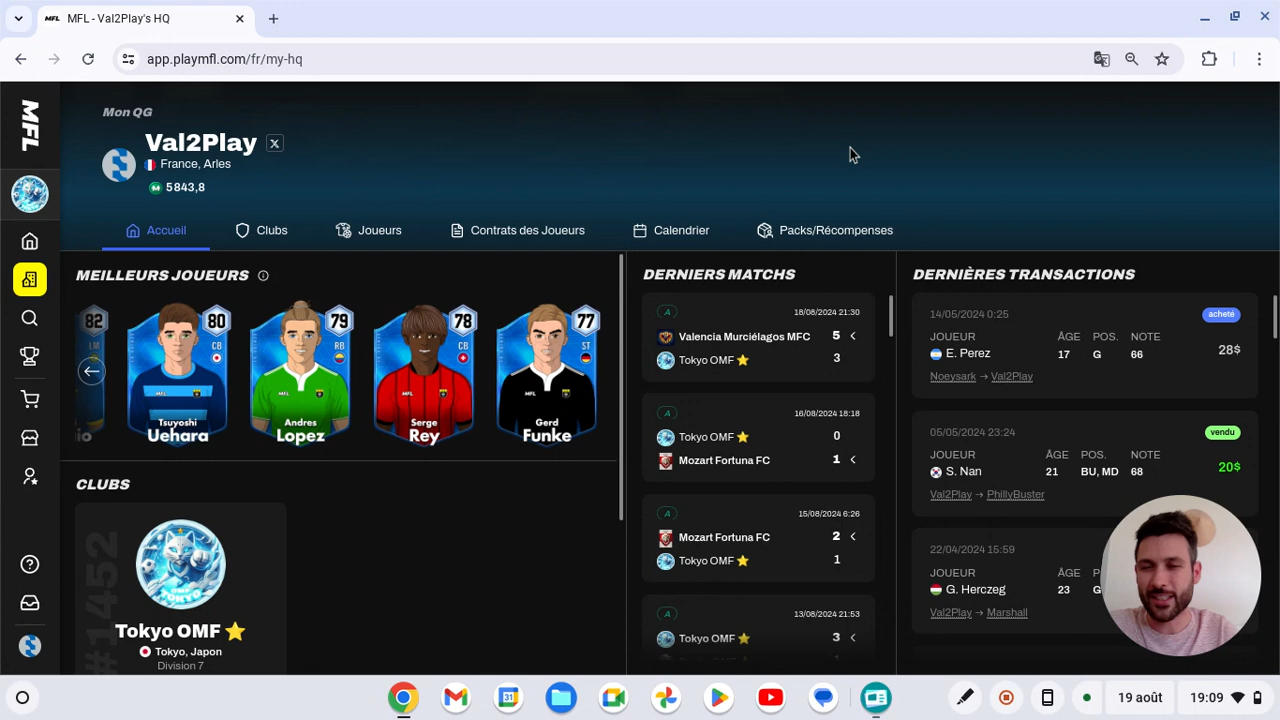 MFL - Val2Play's HQ
app.playmfl.com/fr/my-hq
MFL
Mon QG
Val2Play
France, Arles
5 843,8
Accueil
Clubs
Joueurs
Contrats des Joueurs
Calendrier
Packs/Récompenses
MEILLEURS JOUEURS
82
LM
80
CB
Tsuyoshi
Uehara
79
RB
Andres
Lopez
78
CB
Serge
Rey
77
ST
Gerd
Funke
CLUBS
#1452
Tokyo OMF ⭐
Tokyo, Japon
Division 7
DERNIERS MATCHS
A 18/08/2024 21:30
Valencia Murciélagos MFC 5
Tokyo OMF ⭐ 3
A 16/08/2024 18:18
Tokyo OMF ⭐ 0
Mozart Fortuna FC 1
A 15/08/2024 6:26
Mozart Fortuna FC 2
Tokyo OMF ⭐ 1
A 13/08/2024 21:53
Tokyo OMF ⭐ 3
DERNIÈRES TRANSACTIONS
14/05/2024 0:25 acheté
JOUEUR ÂGE POS. NOTE
E. Perez 17 G 66 28$
Noeysark → Val2Play
05/05/2024 23:24 vendu
JOUEUR ÂGE POS. NOTE
S. Nan 21 BU, MD 68 20$
Val2Play → PhillyBuster
22/04/2024 15:59
JOUEUR ÂGE
G. Herczeg 23
Val2Play → Marshall
19 août 19:09